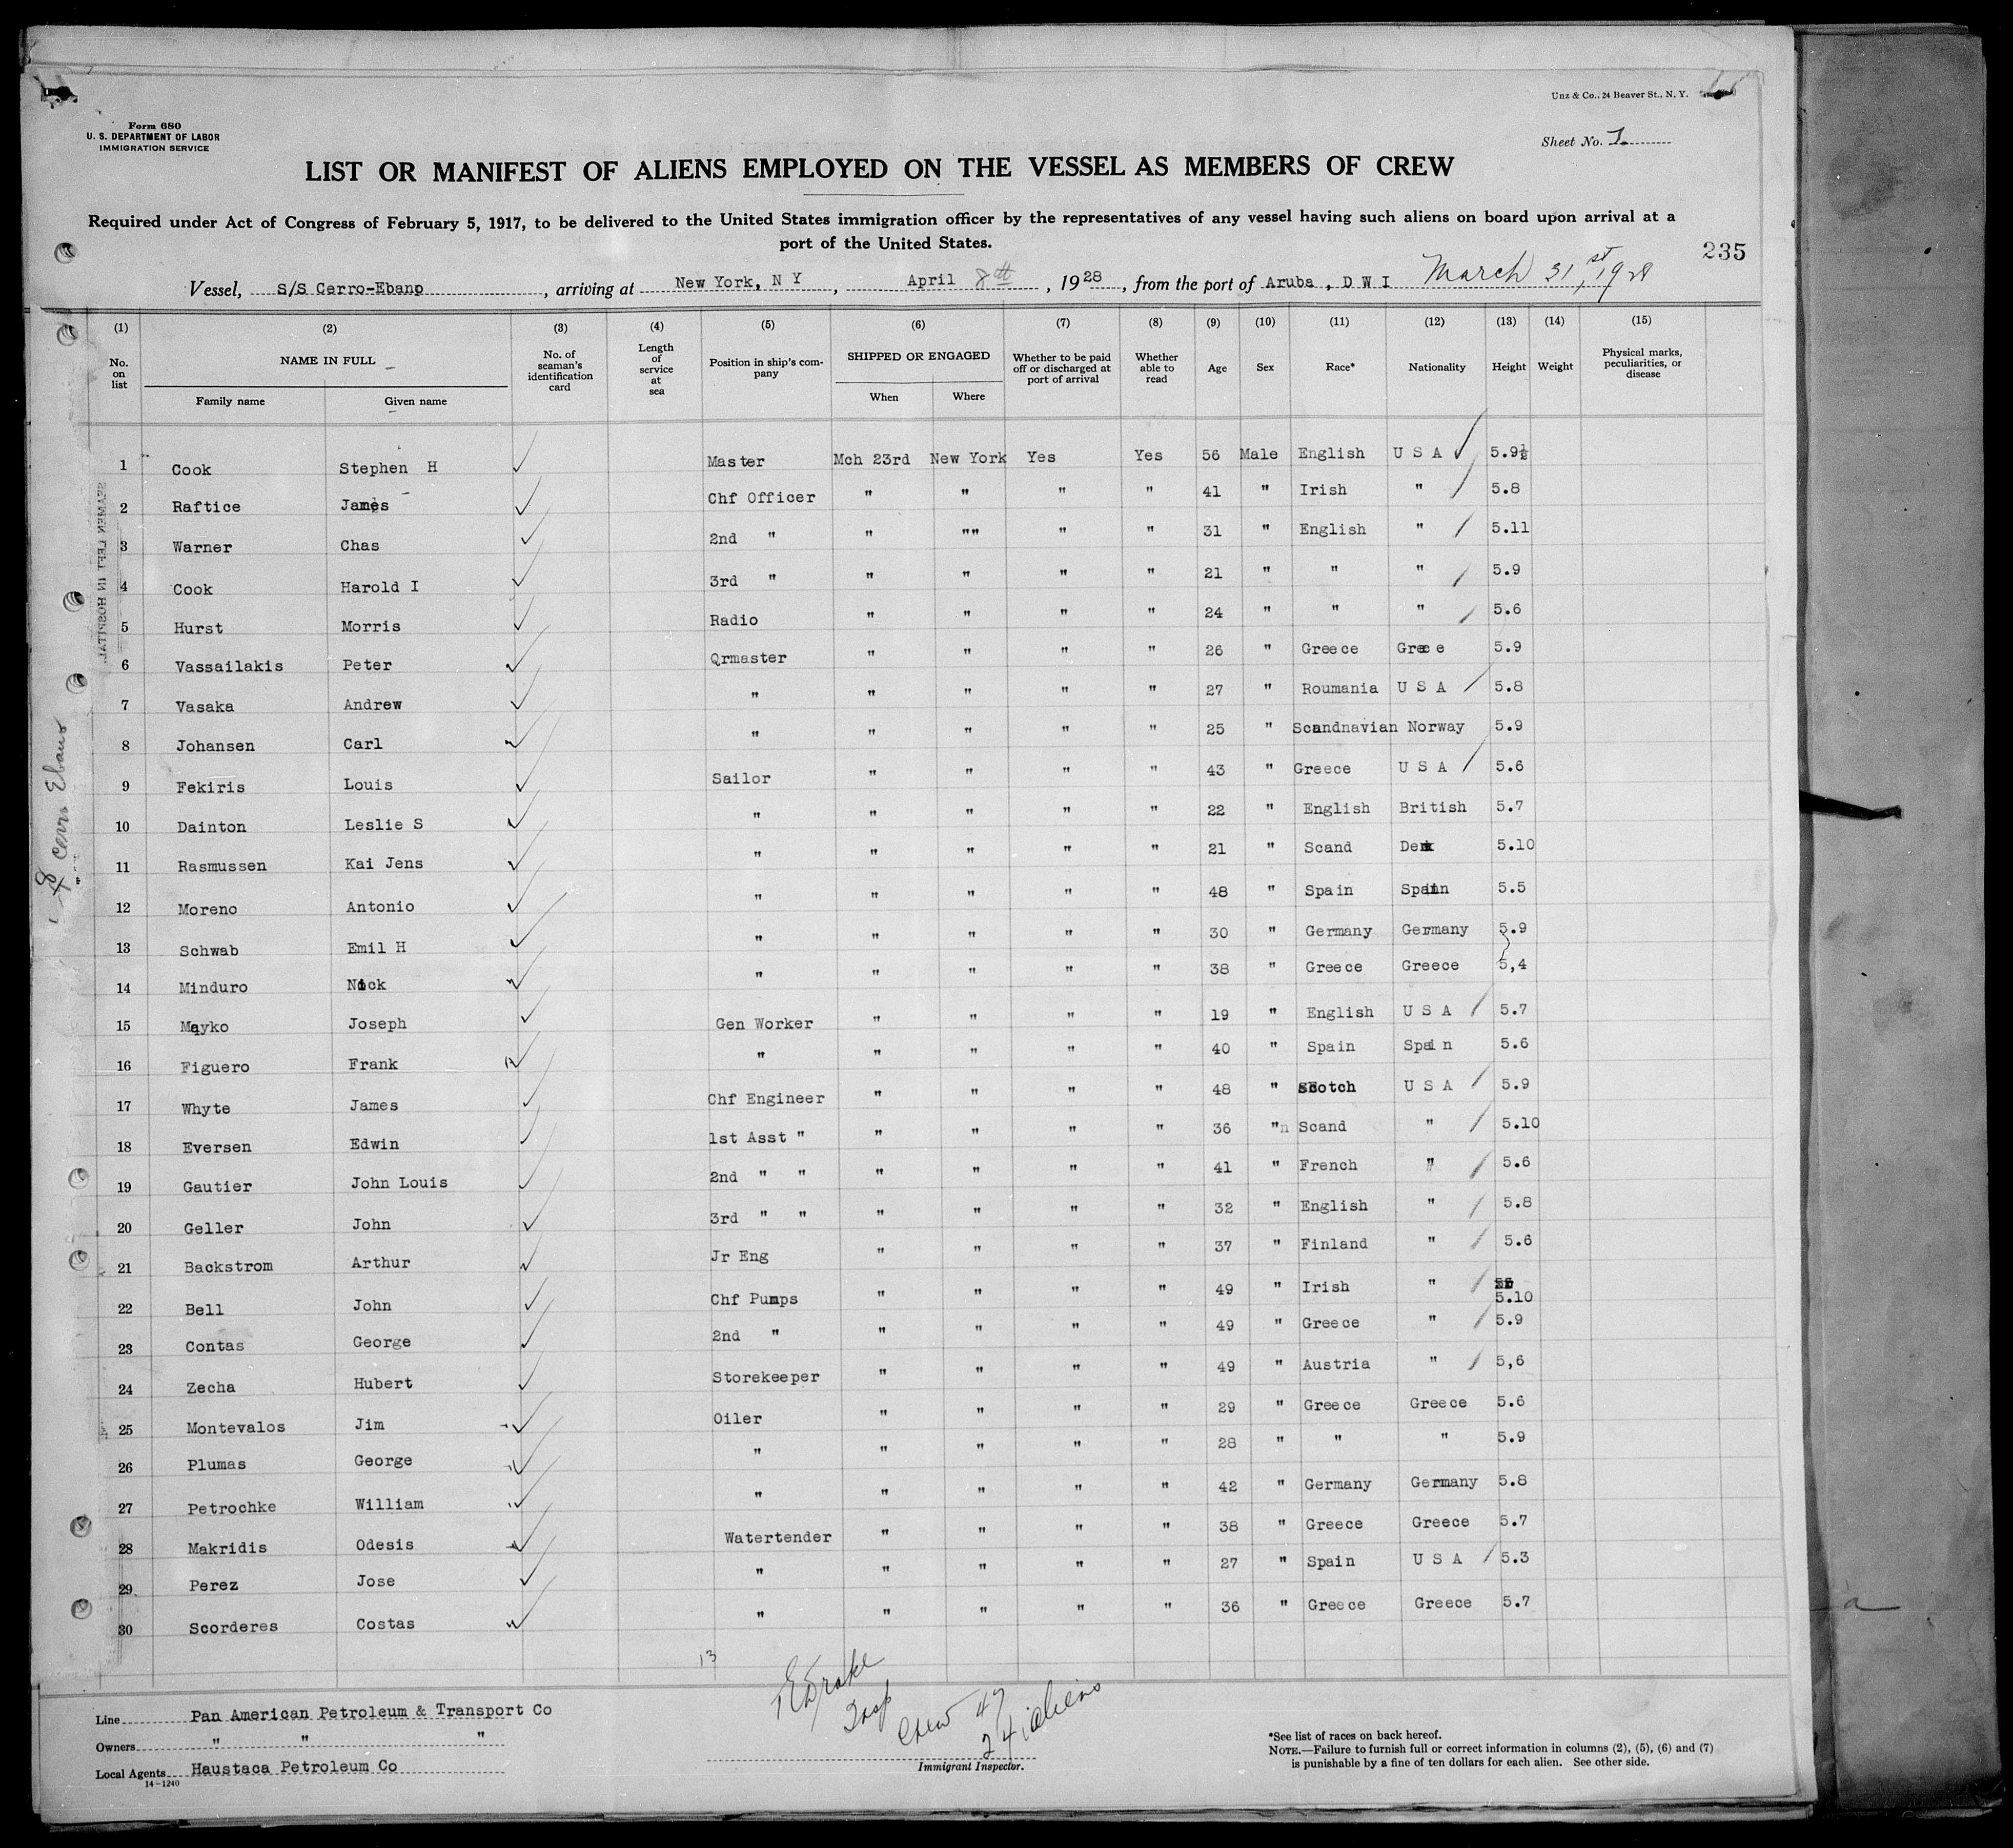 Form 680
U. S. DEPARTMENT OF LABOR
IMMIGRATION SERVICE
Unz & Co., 24 Beaver St., N. Y.
Sheet No. 1
LIST OR MANIFEST OF ALIENS EMPLOYED ON THE VESSEL AS MEMBERS OF CREW
Required under Act of Congress of February 5, 1917, to be delivered to the United States immigration officer by the representatives of any vessel having such aliens on board upon arrival at a
port of the United States.
235
Vessel, S/S Cerro-Ebano, arriving at New York, N Y, April 8th, 1928, from the port of Aruba, D W I March 31st, 1928
(1) (2) (3) (4) (5) (6) (7) (8) (9) (10) (11) (12) (13) (14) (15)
No. on list NAME IN FULL Family name Given name No. of seaman's identification card Length of service at sea Position in ship's company SHIPPED OR ENGAGED When Where Whether to be paid off or discharged at port of arrival Whether able to read Age Sex Race* Nationality Height Weight Physical marks, peculiarities, or disease
1 Cook Stephen H Master Mch 23rd New York Yes Yes 56 Male English U S A 5.9½
2 Raftice James Chf Officer " " " " 41 " Irish " 5.8
3 Warner Chas 2nd " " "" " " 31 " English " 5.11
4 Cook Harold I 3rd " " " " " 21 " " " 5.9
5 Hurst Morris Radio " " " " 24 " " " 5.6
6 Vassailakis Peter Qrmaster " " " " 26 " Greece Greece 5.9
7 Vasaka Andrew " " " " " 27 " Roumania U S A 5.8
8 Johansen Carl " " " " " 25 " Scandnavian Norway 5.9
9 Fekiris Louis Sailor " " " " 43 " Greece U S A 5.6
10 Dainton Leslie S " " " " " 22 " English British 5.7
11 Rasmussen Kai Jens " " " " " 21 " Scand 5.10
12 Moreno Antonio " " " " " 48 " Spain Spain 5.5
13 Schwab Emil H " " " " " 30 " Germany Germany 5.9
14 Minduro Nick " " " " " 38 " Greece Greece 5,4
15 Mayko Joseph Gen Worker " " " " 19 " English U S A 5.7
16 Figuero Frank " " " " " 40 " Spain Spain 5.6
17 Whyte James Chf Engineer " " " " 48 " Scotch U S A 5.9
18 Eversen Edwin 1st Asst " " " " " 36 "n Scand " 5.10
19 Gautier John Louis 2nd " " " " " " 41 " French " 5.6
20 Geller John 3rd " " " " " " 32 " English " 5.8
21 Backstrom Arthur Jr Eng " " " " 37 " Finland " 5.6
22 Bell John Chf Pumps " " " " 49 " Irish " 5.10
23 Contas George 2nd " " " " " 49 " Greece " 5.9
24 Zecha Hubert Storekeeper " " " " 49 " Austria " 5,6
25 Montevalos Jim Oiler " " " " 29 " Greece Greece 5.6
26 Plumas George " " " " " 28 " " " 5.9
27 Petrochke William " " " " " 42 " Germany Germany 5.8
28 Makridis Odesis Watertender " " " " 38 " Greece Greece 5.7
29 Perez Jose " " " " " 27 " Spain U S A 5.3
30 Scorderes Costas " " " " " 36 " Greece Greece 5.7
SEAMEN LEFT IN HOSPITAL
Cerro Ebano
13
Drake
Insp
Crew 47
24 aliens
Line Pan American Petroleum & Transport Co
Owners " " "
Local Agents Haustaca Petroleum Co
14-1240
Immigrant Inspector.
*See list of races on back hereof.
NOTE.—Failure to furnish full or correct information in columns (2), (5), (6) and (7)
is punishable by a fine of ten dollars for each alien. See other side.